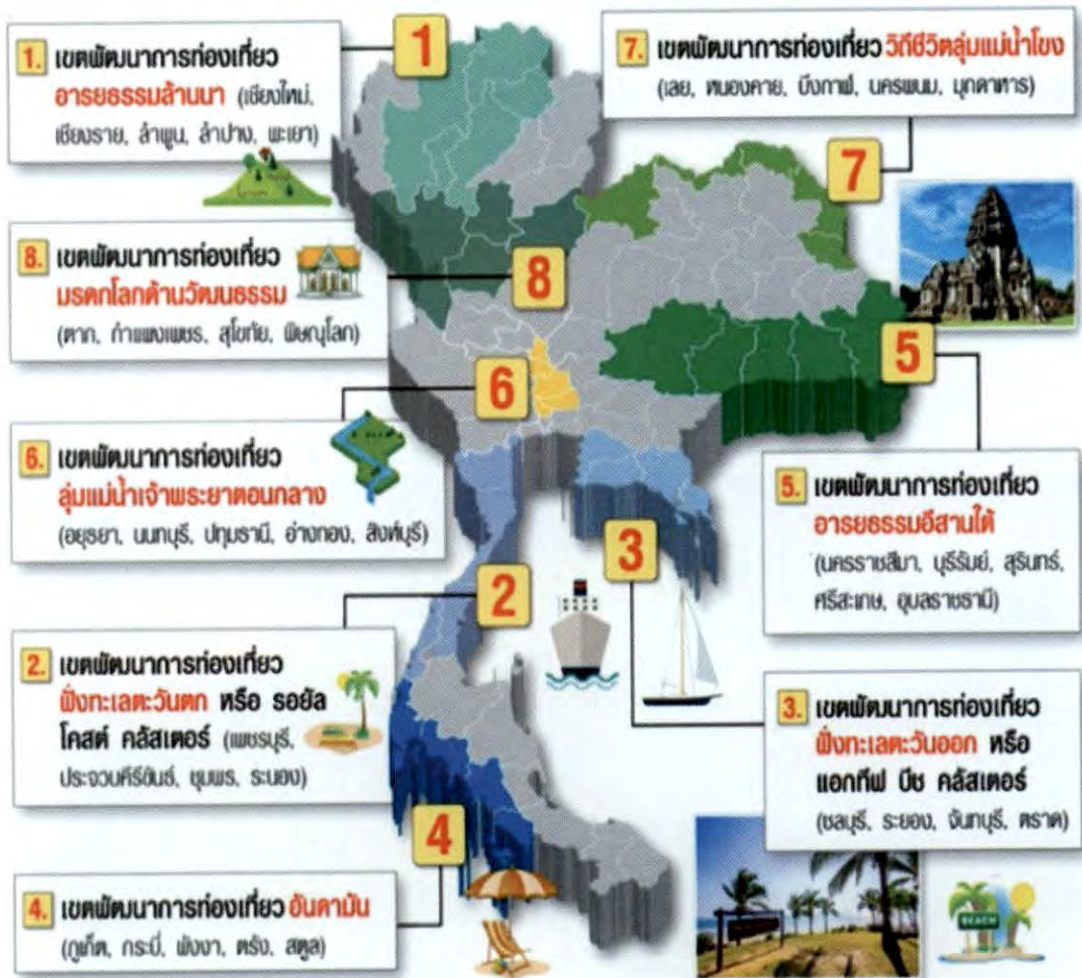 1. เขตพัฒนาการท่องเที่ยว
อารยธรรมล้านนา (เชียงใหม่,
เชียงราย, ลำพูน, ลำปาง, พะเยา)
1
7. เขตพัฒนาการท่องเที่ยว วิถีชีวิตลุ่มแม่น้ำโขง
(เลย, หนองคาย, บึงกาฬ, นครพนม, มุกดาหาร)
7
8. เขตพัฒนาการท่องเที่ยว
มรดกโลกด้านวัฒนธรรม
(ตาก, กำแพงเพชร, สุโขทัย, พิษณุโลก)
8
5
6
6. เขตพัฒนาการท่องเที่ยว
ลุ่มแม่น้ำเจ้าพระยาตอนกลาง
(อยุธยา, นนทบุรี, ปทุมธานี, อ่างทอง, สิงห์บุรี)
5. เขตพัฒนาการท่องเที่ยว
อารยธรรมอีสานใต้
(นครราชสีมา, บุรีรัมย์, สุรินทร์,
ศรีสะเกษ, อุบลราชธานี)
3
2
2. เขตพัฒนาการท่องเที่ยว
ฝั่งทะเลตะวันตก หรือ รอยัล
โคสต์ คลัสเตอร์ (เพชรบุรี,
ประจวบคีรีขันธ์, ชุมพร, ระนอง)
3. เขตพัฒนาการท่องเที่ยว
ฝั่งทะเลตะวันออก หรือ
แอกทีฟ บีช คลัสเตอร์
(ชลบุรี, ระยอง, จันทบุรี, ตราด)
4
4. เขตพัฒนาการท่องเที่ยว อันดามัน
(ภูเก็ต, กระบี่, พังงา, ตรัง, สตูล)
BEACH